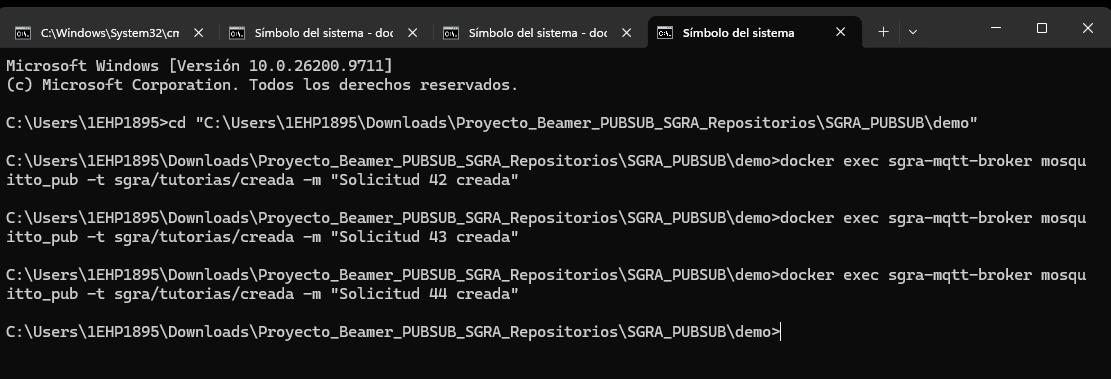 C:\Windows\System32\cm
Símbolo del sistema - doc
Símbolo del sistema - doc
Símbolo del sistema
Microsoft Windows [Versión 10.0.26200.9711]
(c) Microsoft Corporation. Todos los derechos reservados.
C:\Users\1EHP1895>cd "C:\Users\1EHP1895\Downloads\Proyecto_Beamer_PUBSUB_SGRA_Repositorios\SGRA_PUBSUB\demo"
C:\Users\1EHP1895\Downloads\Proyecto_Beamer_PUBSUB_SGRA_Repositorios\SGRA_PUBSUB\demo>docker exec sgra-mqtt-broker mosqu
itto_pub -t sgra/tutorias/creada -m "Solicitud 42 creada"
C:\Users\1EHP1895\Downloads\Proyecto_Beamer_PUBSUB_SGRA_Repositorios\SGRA_PUBSUB\demo>docker exec sgra-mqtt-broker mosqu
itto_pub -t sgra/tutorias/creada -m "Solicitud 43 creada"
C:\Users\1EHP1895\Downloads\Proyecto_Beamer_PUBSUB_SGRA_Repositorios\SGRA_PUBSUB\demo>docker exec sgra-mqtt-broker mosqu
itto_pub -t sgra/tutorias/creada -m "Solicitud 44 creada"
C:\Users\1EHP1895\Downloads\Proyecto_Beamer_PUBSUB_SGRA_Repositorios\SGRA_PUBSUB\demo>